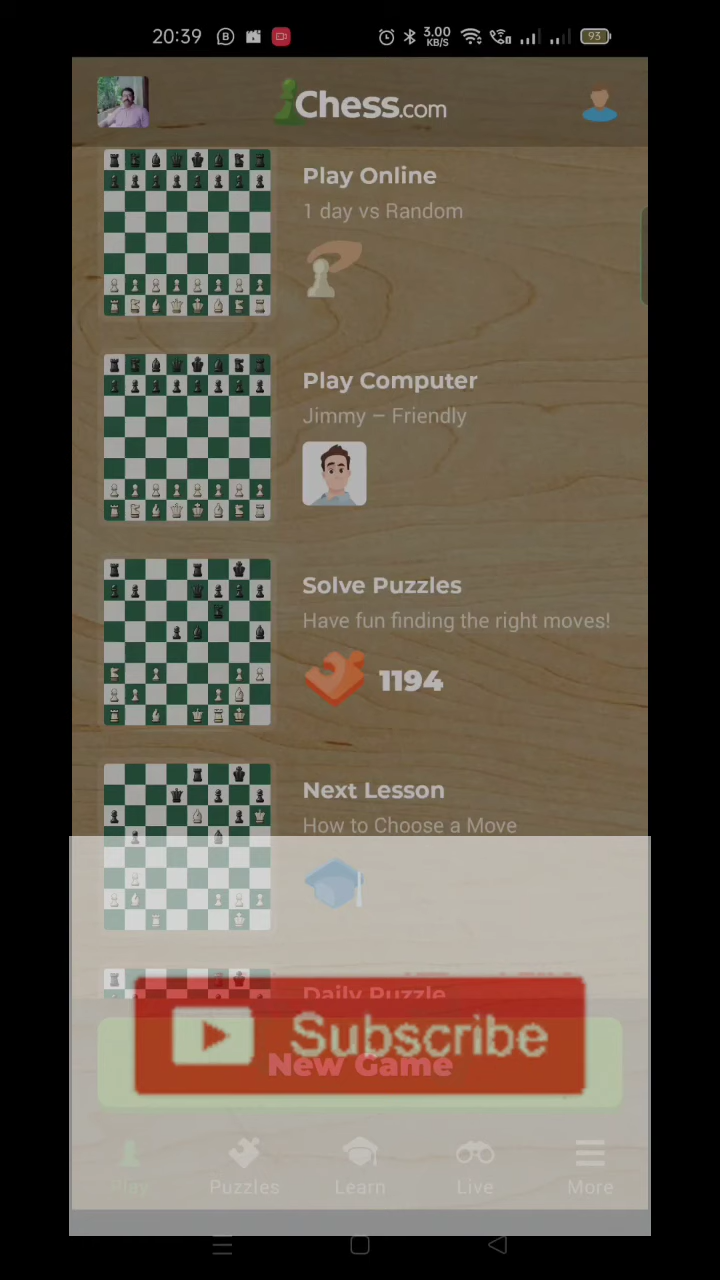 20:39
3.00
KB/S
93
Chess.com
Play Online
1 day vs Random
Play Computer
Jimmy – Friendly
Solve Puzzles
Have fun finding the right moves!
1194
Next Lesson
How to Choose a Move
Daily Puzzle
Subscribe
New Game
Play
Puzzles
Learn
Live
More